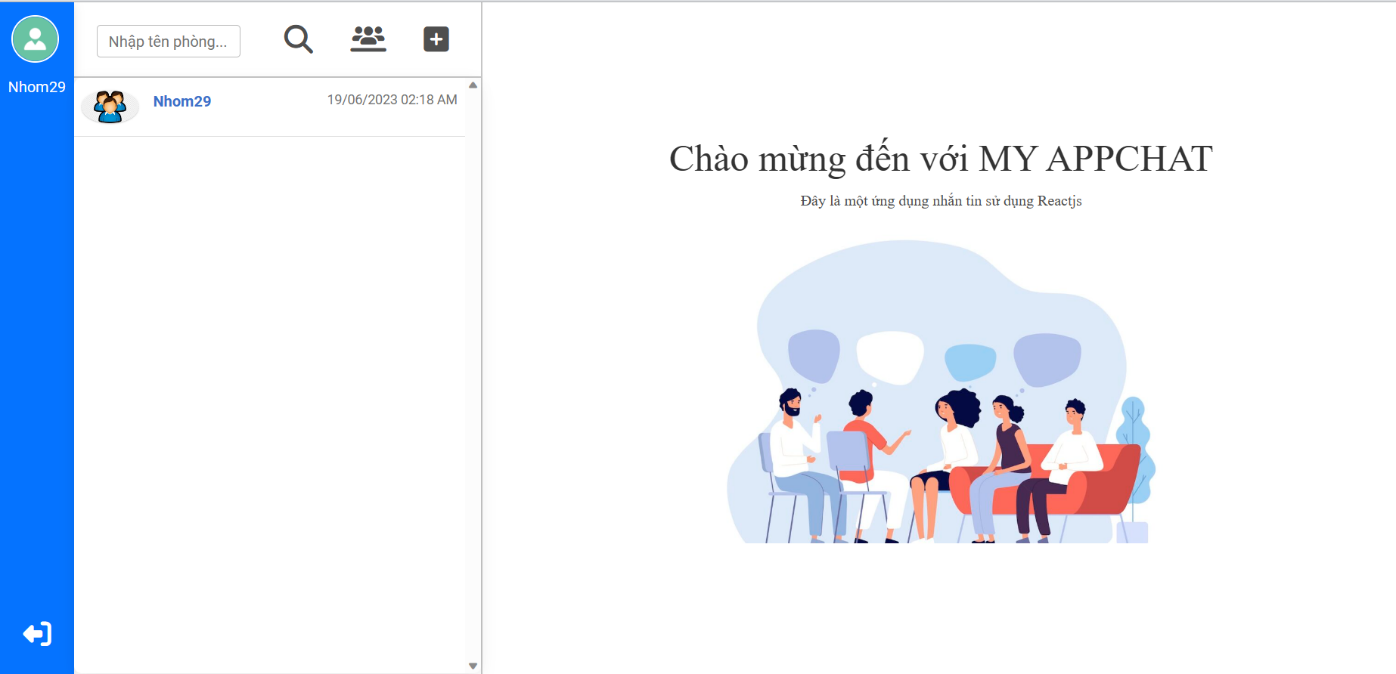 Nhom29
Nhập tên phòng...
Nhom29
19/06/2023 02:18 AM
Chào mừng đến với MY APPCHAT
Đây là một ứng dụng nhắn tin sử dụng Reactjs